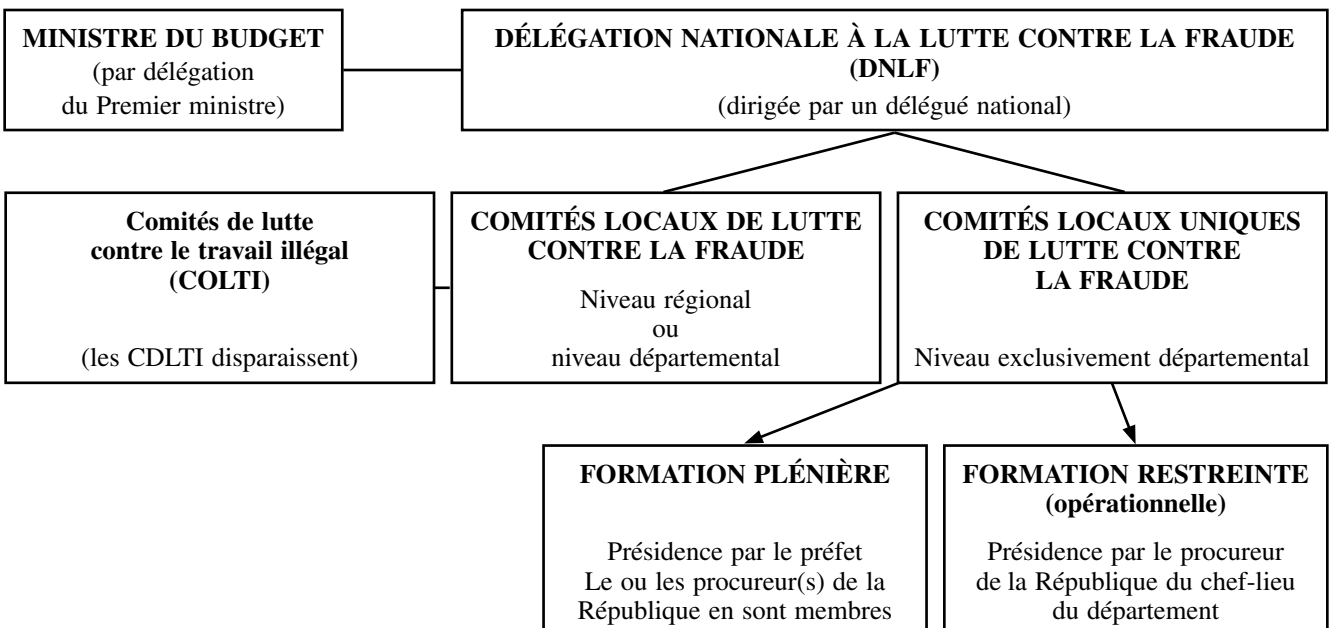 MINISTRE DU BUDGET
(par délégation
du Premier ministre)
DÉLÉGATION NATIONALE À LA LUTTE CONTRE LA FRAUDE
(DNLF)
(dirigée par un délégué national)
Comités de lutte
contre le travail illégal
(COLTI)
(les CDLTI disparaissent)
COMITÉS LOCAUX DE LUTTE
CONTRE LA FRAUDE
Niveau régional
ou
niveau départemental
COMITÉS LOCAUX UNIQUES
DE LUTTE CONTRE
LA FRAUDE
Niveau exclusivement départemental
FORMATION PLÉNIÈRE
Présidence par le préfet
Le ou les procureur(s) de la
République en sont membres
FORMATION RESTREINTE
(opérationnelle)
Présidence par le procureur
de la République du chef-lieu
du département